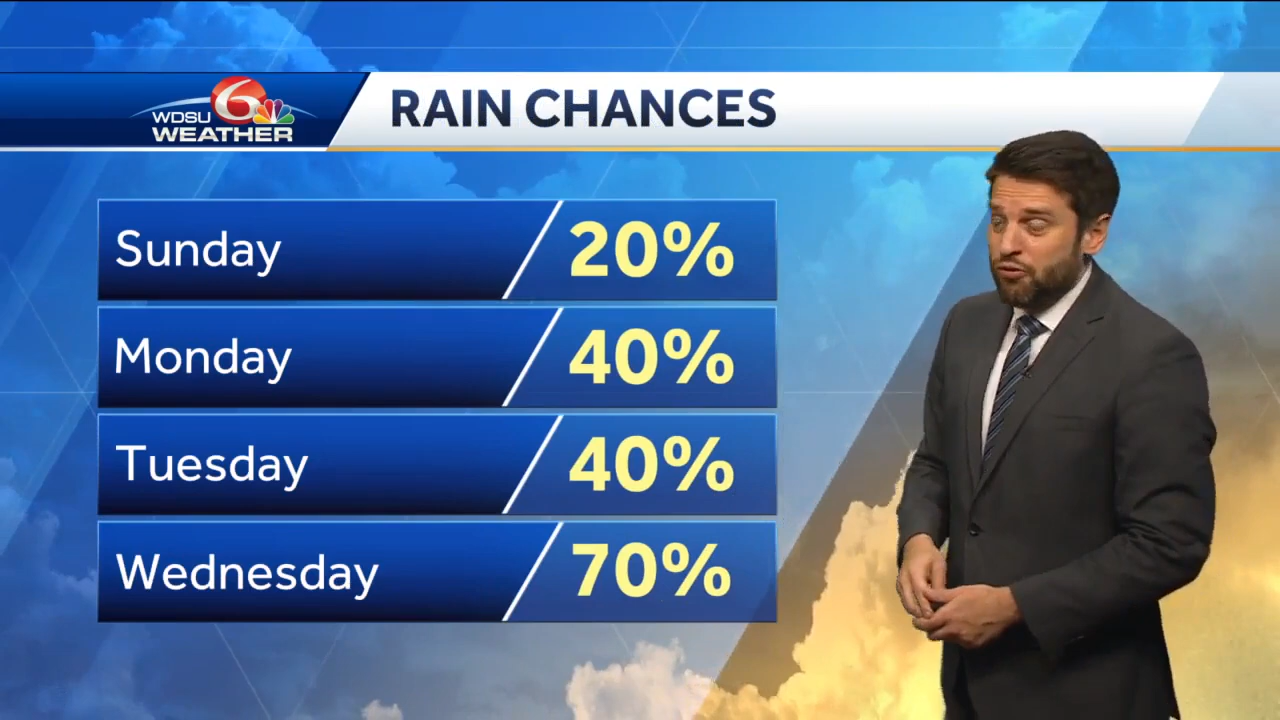 WDSU 6
WEATHER
RAIN CHANCES
Sunday 20%
Monday 40%
Tuesday 40%
Wednesday 70%